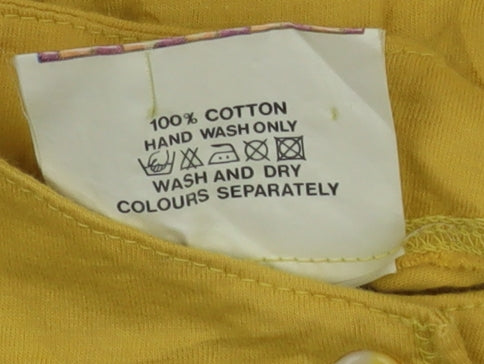 100% COTTON
HAND WASH ONLY
WASH AND DRY
COLOURS SEPARATELY